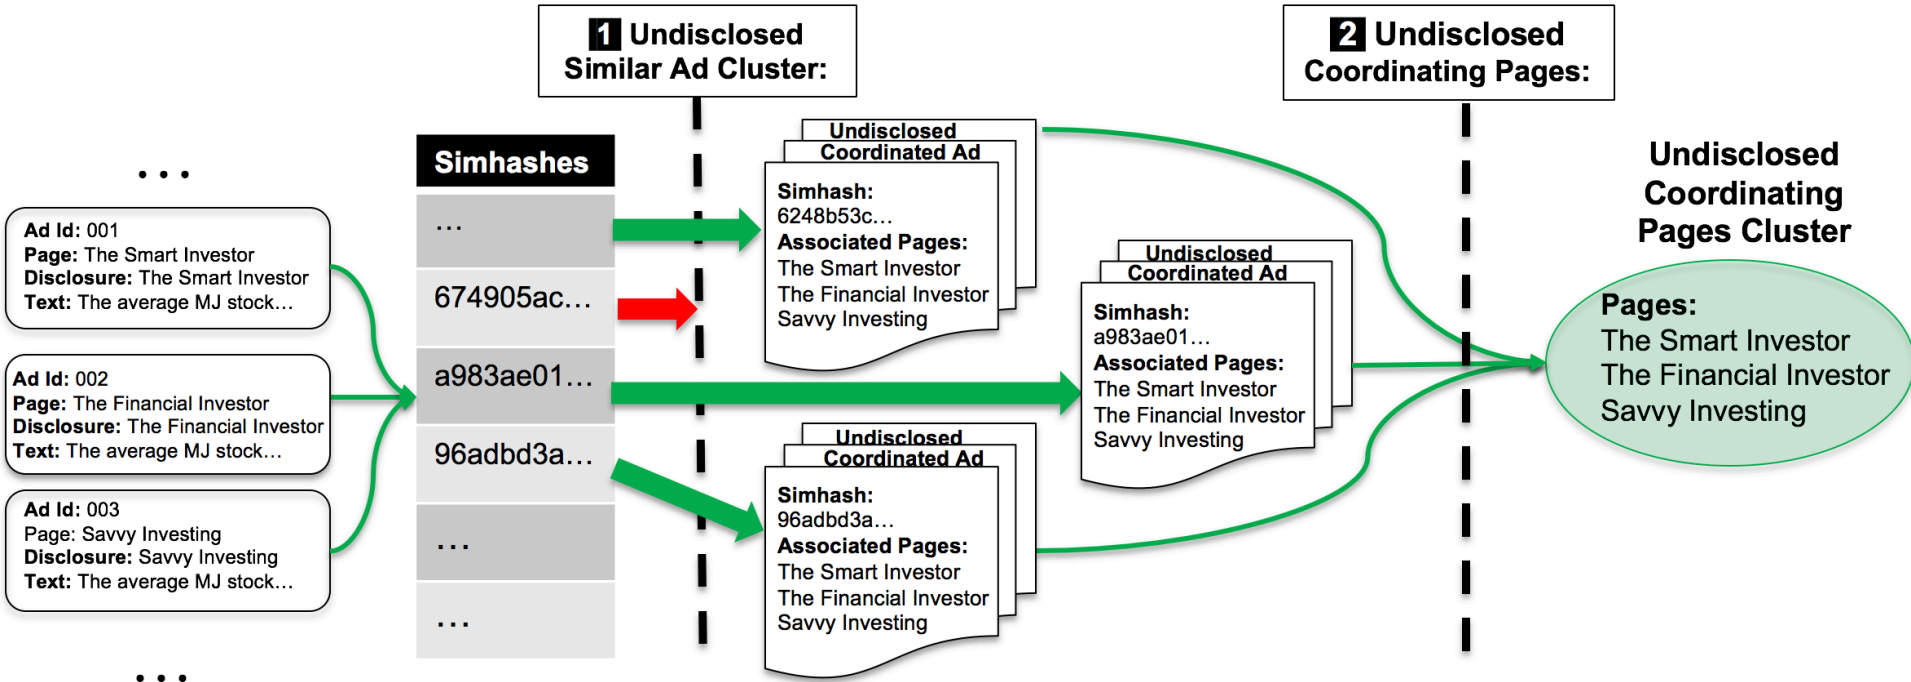 1 Undisclosed
Similar Ad Cluster:
2 Undisclosed
Coordinating Pages:
...
Ad Id: 001
Page: The Smart Investor
Disclosure: The Smart Investor
Text: The average MJ stock...
Ad Id: 002
Page: The Financial Investor
Disclosure: The Financial Investor
Text: The average MJ stock...
Ad Id: 003
Page: Savvy Investing
Disclosure: Savvy Investing
Text: The average MJ stock...
...
Simhashes
...
674905ac...
a983ae01...
96adbd3a...
...
...
Undisclosed
Coordinated Ad
Simhash:
6248b53c...
Associated Pages:
The Smart Investor
The Financial Investor
Savvy Investing
Undisclosed
Coordinated Ad
Simhash:
a983ae01...
Associated Pages:
The Smart Investor
The Financial Investor
Savvy Investing
Undisclosed
Coordinated Ad
Simhash:
96adbd3a...
Associated Pages:
The Smart Investor
The Financial Investor
Savvy Investing
Undisclosed
Coordinating
Pages Cluster
Pages:
The Smart Investor
The Financial Investor
Savvy Investing